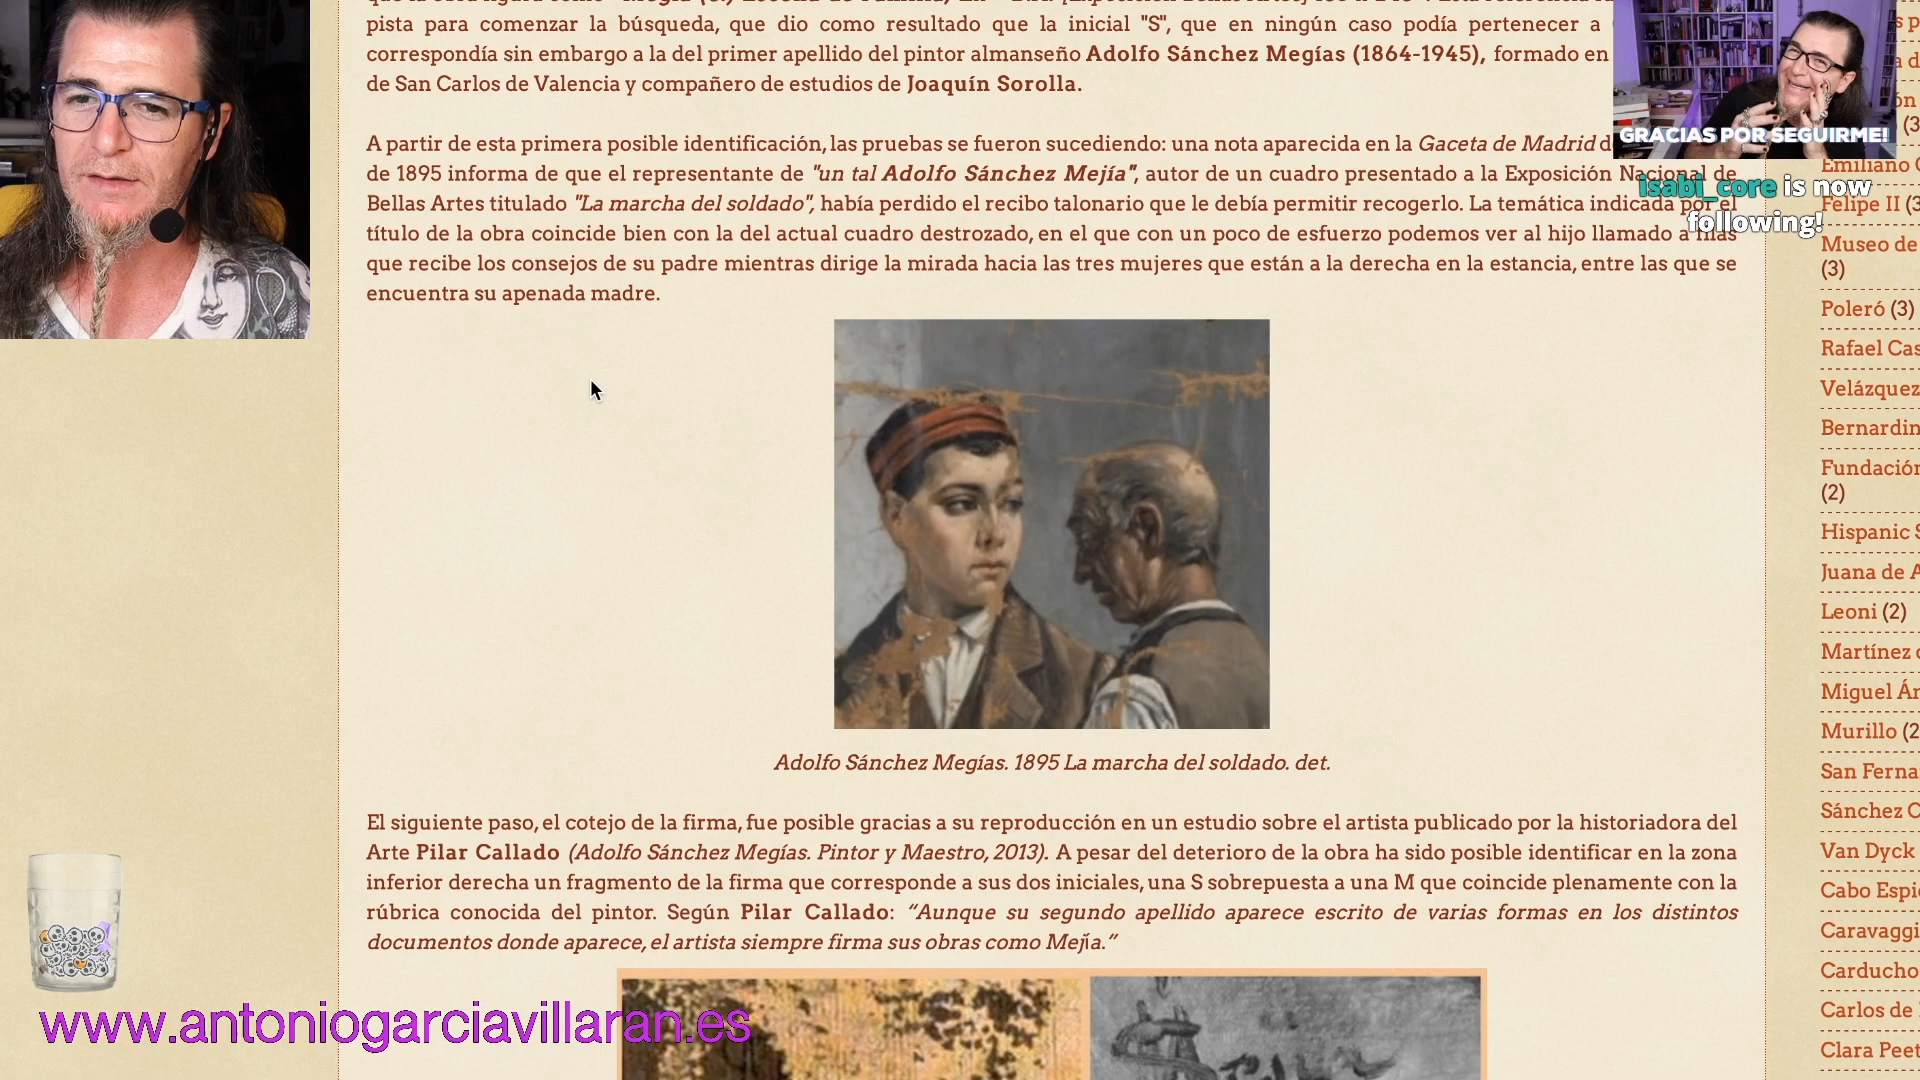 pista para comenzar la búsqueda, que dio como resultado que la inicial "S", que en ningún caso podía pertenecer a
correspondía sin embargo a la del primer apellido del pintor almanseño Adolfo Sánchez Megías (1864-1945), formado en
de San Carlos de Valencia y compañero de estudios de Joaquín Sorolla.
A partir de esta primera posible identificación, las pruebas se fueron sucediendo: una nota aparecida en la Gaceta de Madrid
de 1895 informa de que el representante de "un tal Adolfo Sánchez Mejía", autor de un cuadro presentado a la Exposición Nacional de
Bellas Artes titulado "La marcha del soldado", había perdido el recibo talonario que le debía permitir recogerlo. La temática indicada por el
título de la obra coincide bien con la del actual cuadro destrozado, en el que con un poco de esfuerzo podemos ver al hijo llamado a filas
que recibe los consejos de su padre mientras dirige la mirada hacia las tres mujeres que están a la derecha en la estancia, entre las que se
encuentra su apenada madre.
Adolfo Sánchez Megías. 1895 La marcha del soldado. det.
El siguiente paso, el cotejo de la firma, fue posible gracias a su reproducción en un estudio sobre el artista publicado por la historiadora del
Arte Pilar Callado (Adolfo Sánchez Megías. Pintor y Maestro, 2013). A pesar del deterioro de la obra ha sido posible identificar en la zona
inferior derecha un fragmento de la firma que corresponde a sus dos iniciales, una S sobrepuesta a una M que coincide plenamente con la
rúbrica conocida del pintor. Según Pilar Callado: “Aunque su segundo apellido aparece escrito de varias formas en los distintos
documentos donde aparece, el artista siempre firma sus obras como Mejía.”
www.antoniogarciavillaran.es
GRACIAS POR SEGUIRME!
isabi_core is now
following!
Emiliano
Felipe II (3
Museo de
(3)
Poleró (3)
Rafael Cas
Velázquez
Bernardin
Fundación
(2)
Hispanic S
Juana de A
Leoni (2)
Martínez
Miguel Án
Murillo (2
San Ferna
Sánchez C
Van Dyck
Cabo Espi
Caravaggi
Carducho
Carlos de
Clara Peet